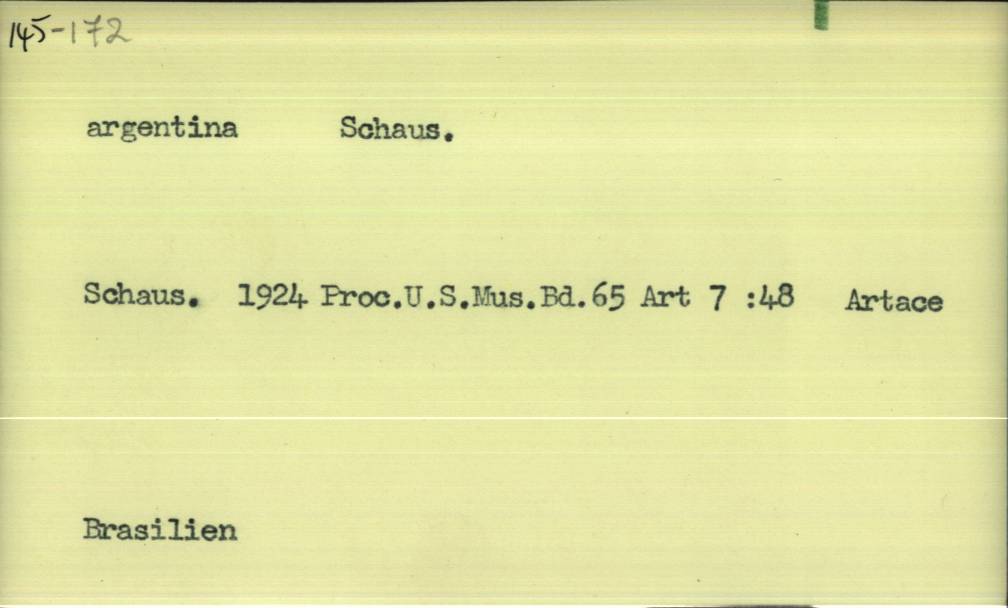 145-172
argentina Schaus.
Schaus. 1924 Proc.U.S.Mus.Bd.65 Art 7 :48 Artace
Brasilien